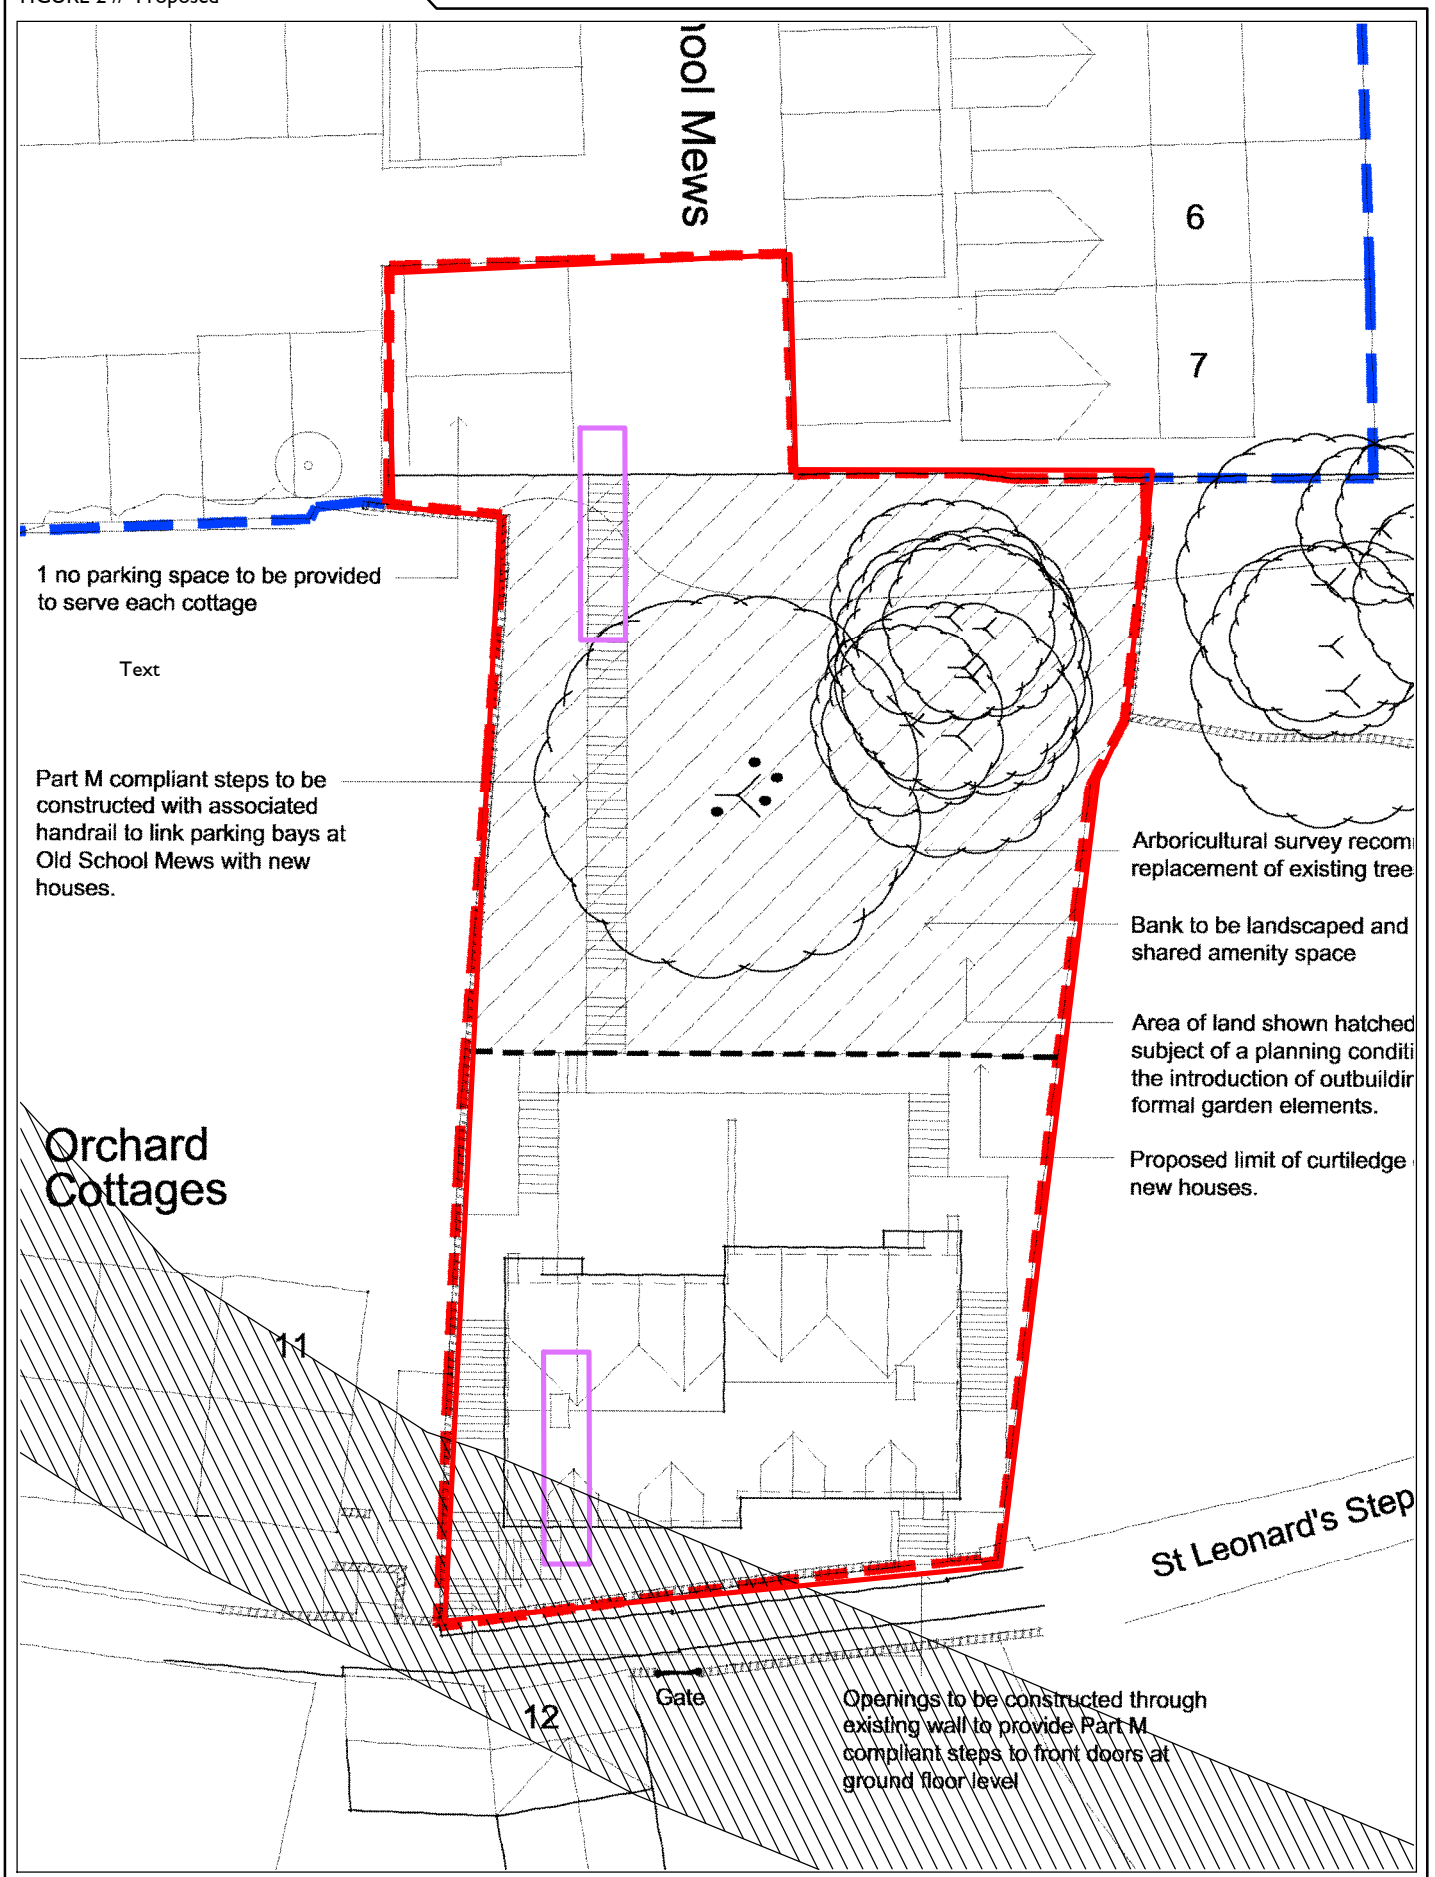 FIGURE 2 // Proposed
ool Mews
6
7
1 no parking space to be provided
to serve each cottage
Text
Part M compliant steps to be
constructed with associated
handrail to link parking bays at
Old School Mews with new
houses.
Arboricultural survey recom
replacement of existing tree
Bank to be landscaped and
shared amenity space
Area of land shown hatched
subject of a planning conditi
the introduction of outbuildin
formal garden elements.
Proposed limit of curtiledge
new houses.
Orchard
Cottages
11
St Leonard's Step
Gate
12
Openings to be constructed through
existing wall to provide Part M
compliant steps to front doors at
ground floor level